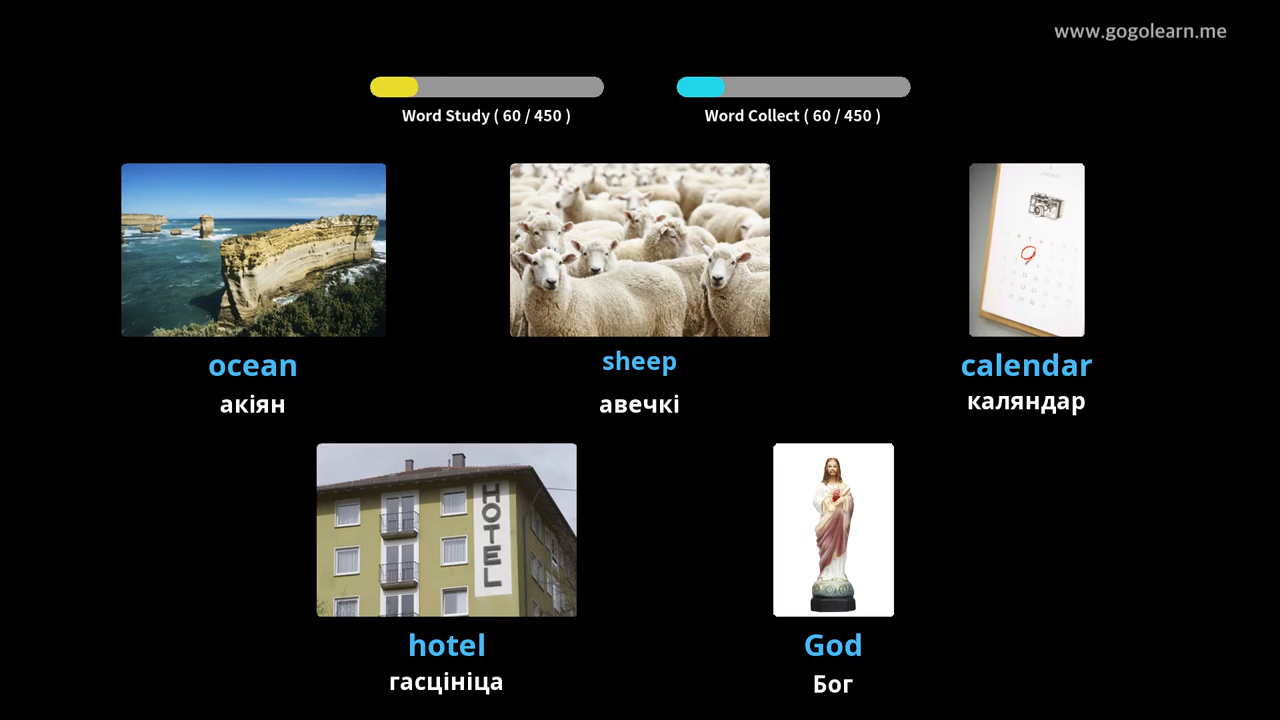 www.gogolearn.me
Word Study ( 60 / 450 )
Word Collect ( 60 / 450 )
ocean
sheep
calendar
акіян
авечкі
каляндар
HOTEL
hotel
God
гасцініца
Бог